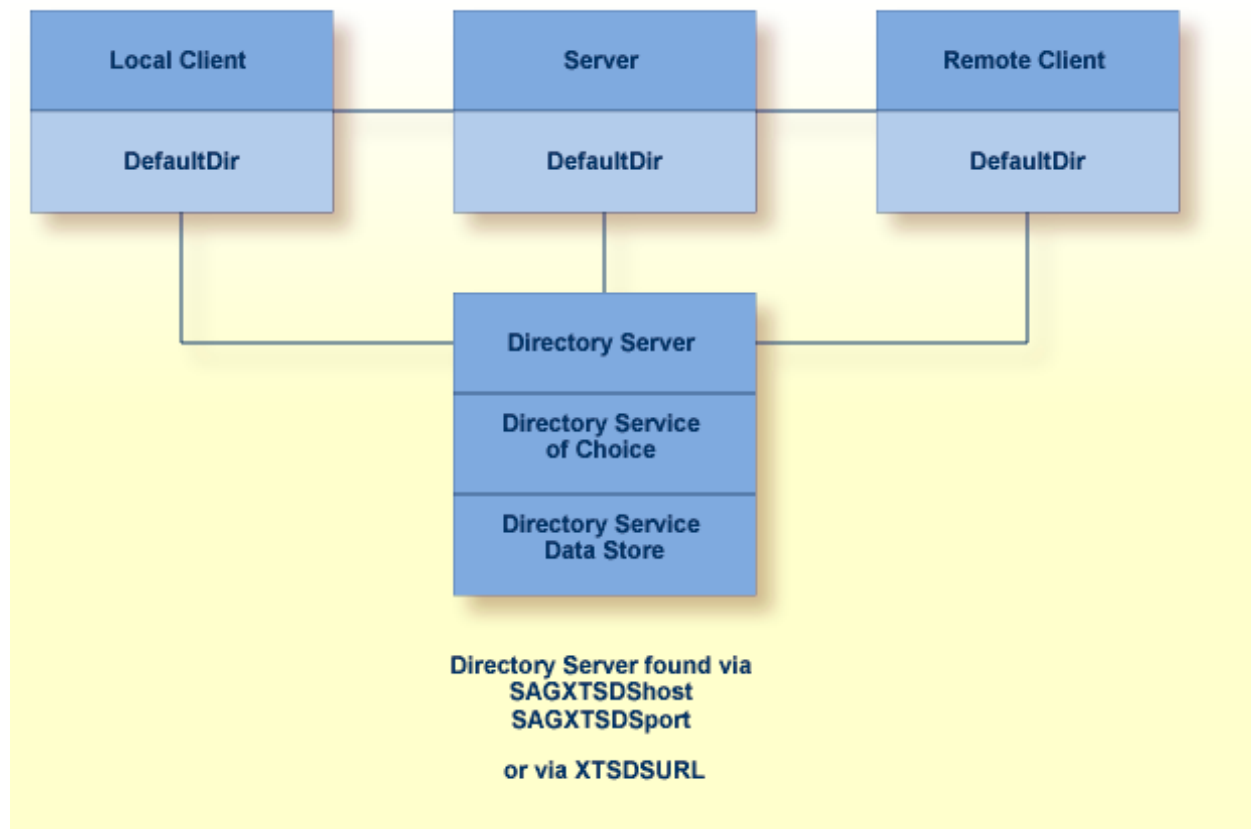 Local Client
Server
Remote Client
DefaultDir
DefaultDir
DefaultDir
Directory Server
Directory Service
of Choice
Directory Service
Data Store
Directory Server found via
SAGXTSDShost
SAGXTSDSport
or via XTSDSURL